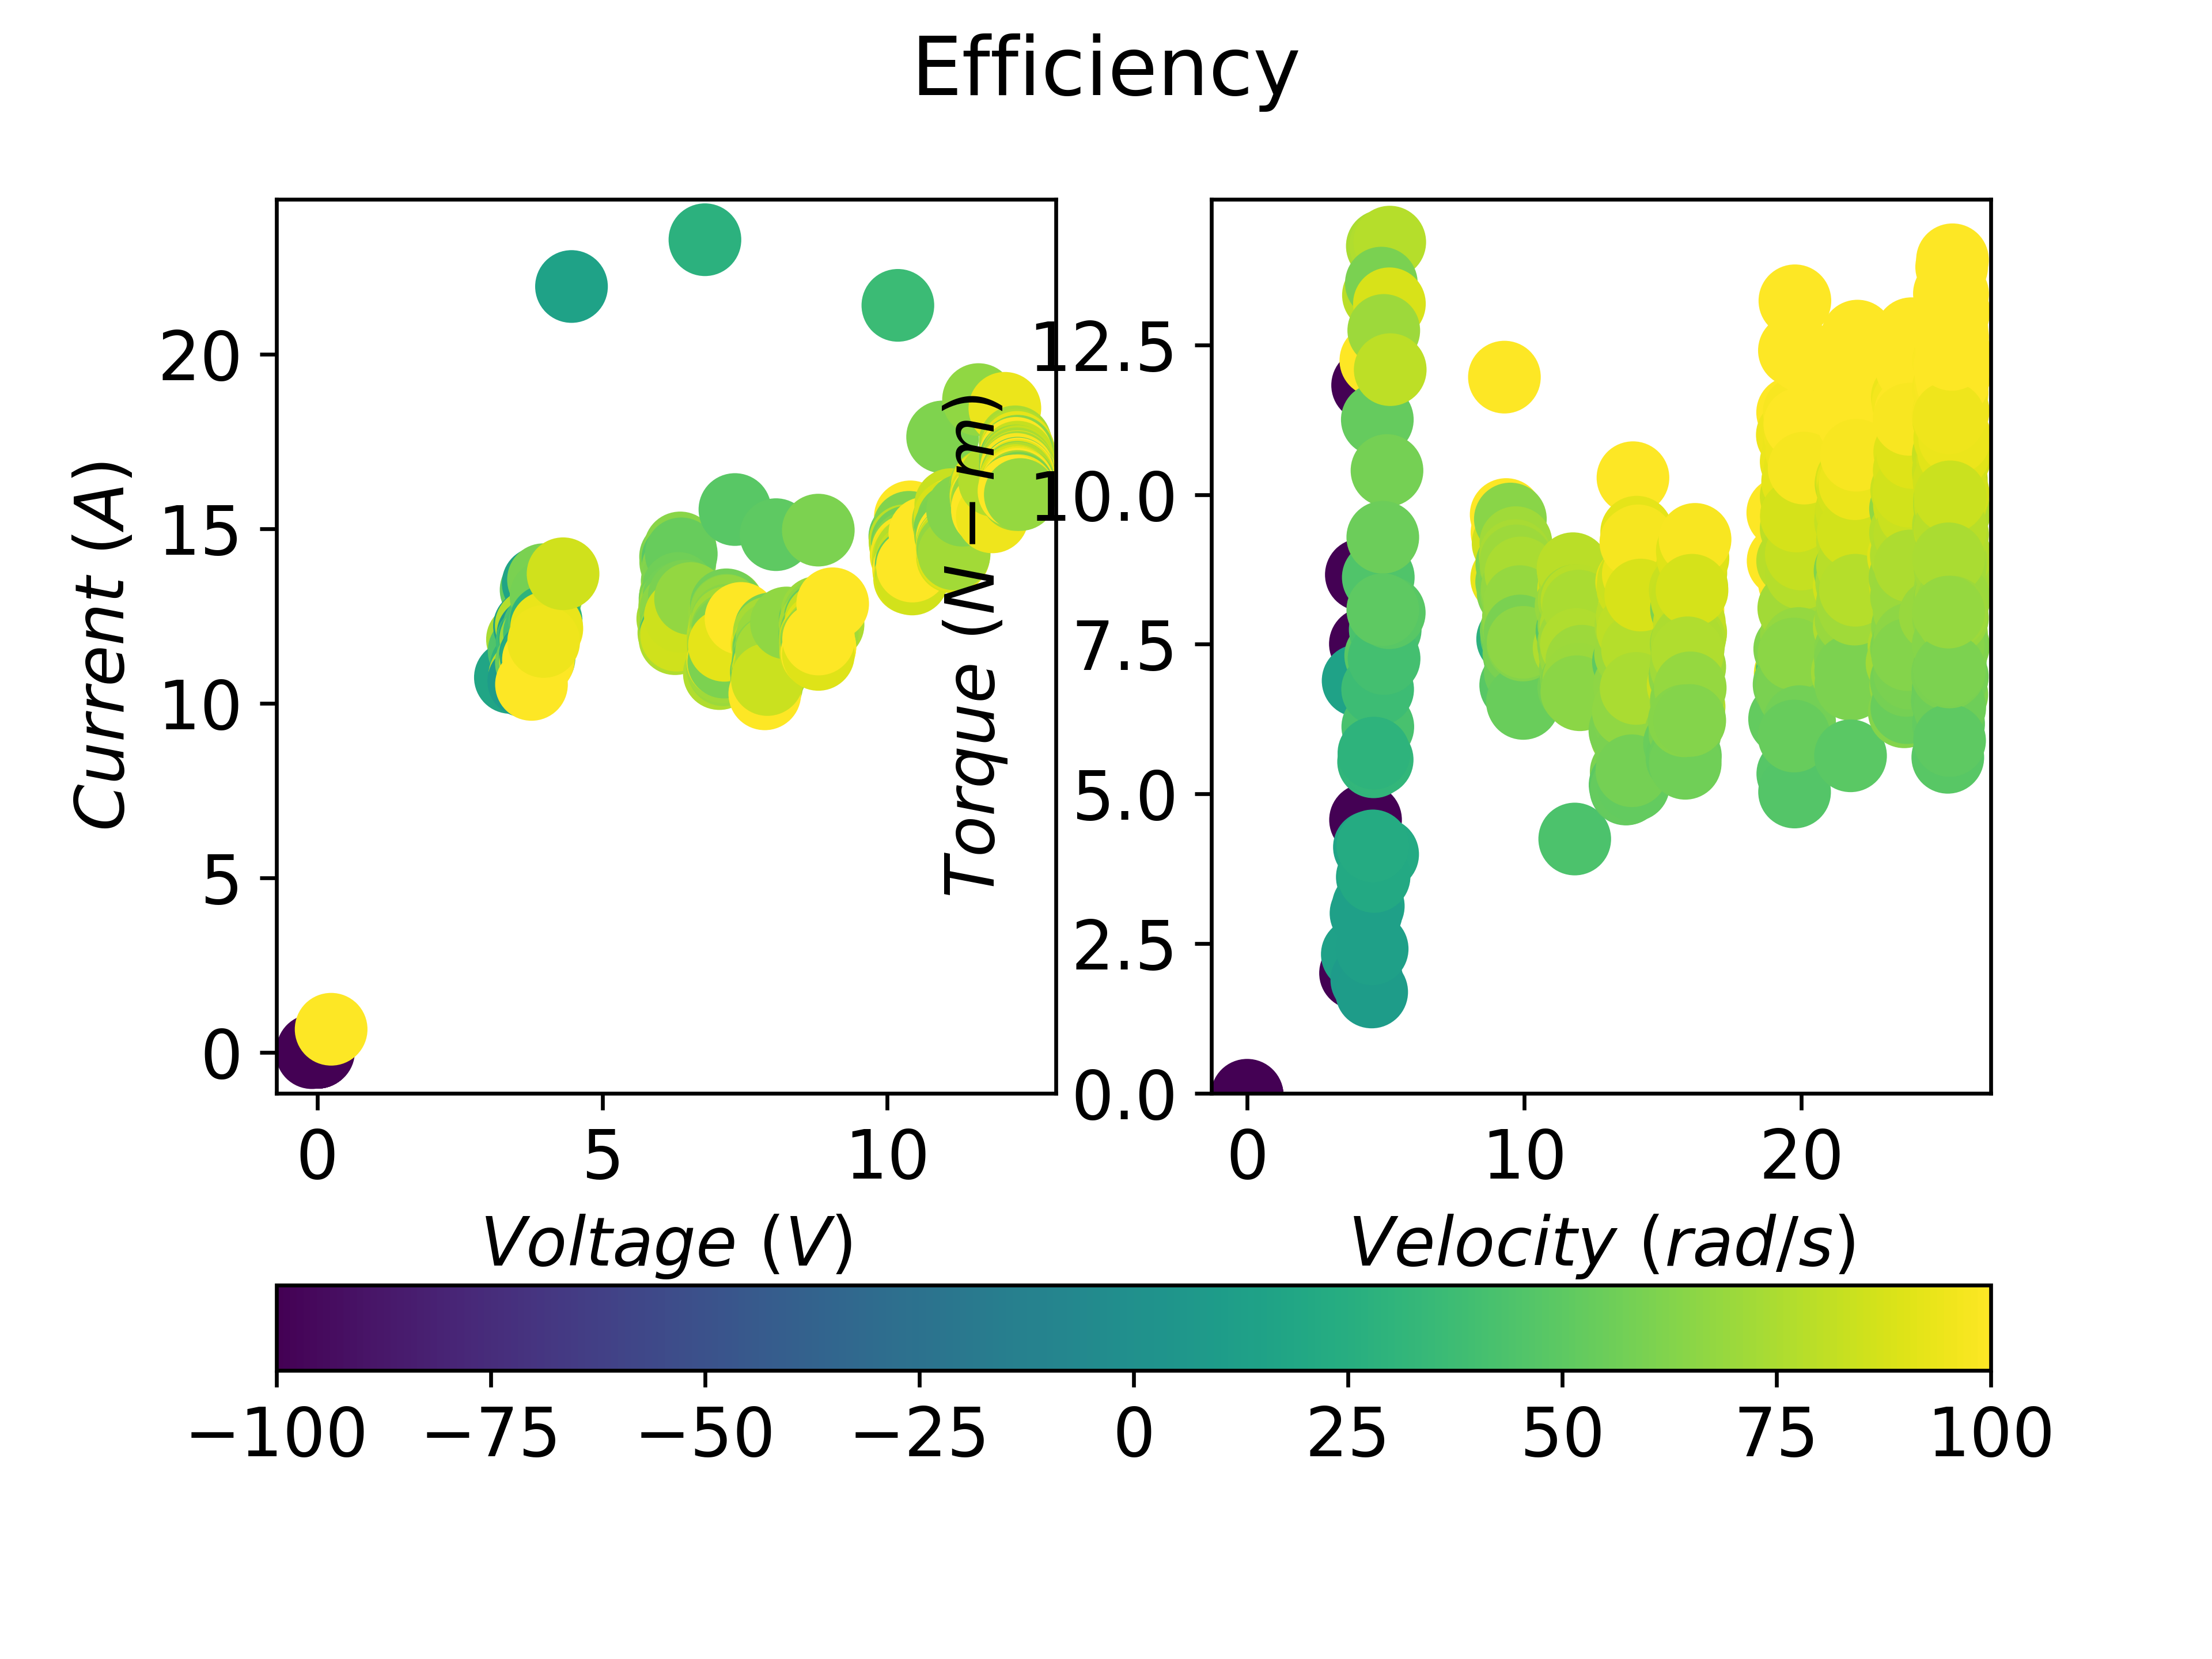 Efficiency
Current (A)
20
15
10
5
0
0 5 10
Voltage (V)
Torque (N − m)
12.5
10.0
7.5
5.0
2.5
0.0
0 10 20
Velocity (rad/s)
−100 −75 −50 −25 0 25 50 75 100